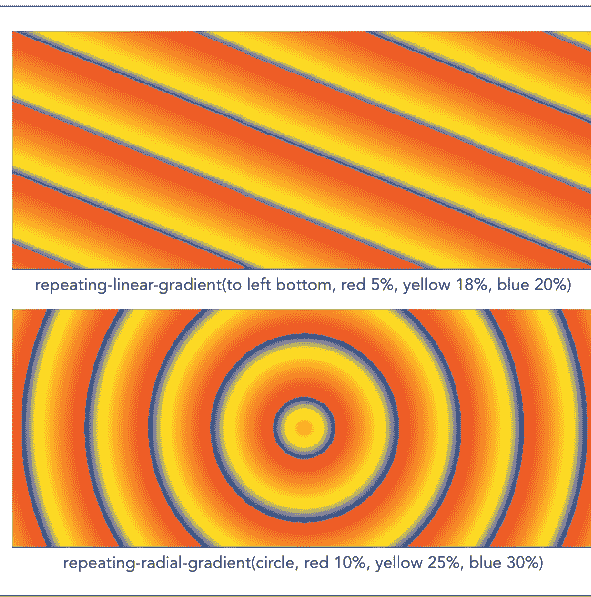 repeating-linear-gradient(to left bottom, red 5%, yellow 18%, blue 20%)
repeating-radial-gradient(circle, red 10%, yellow 25%, blue 30%)